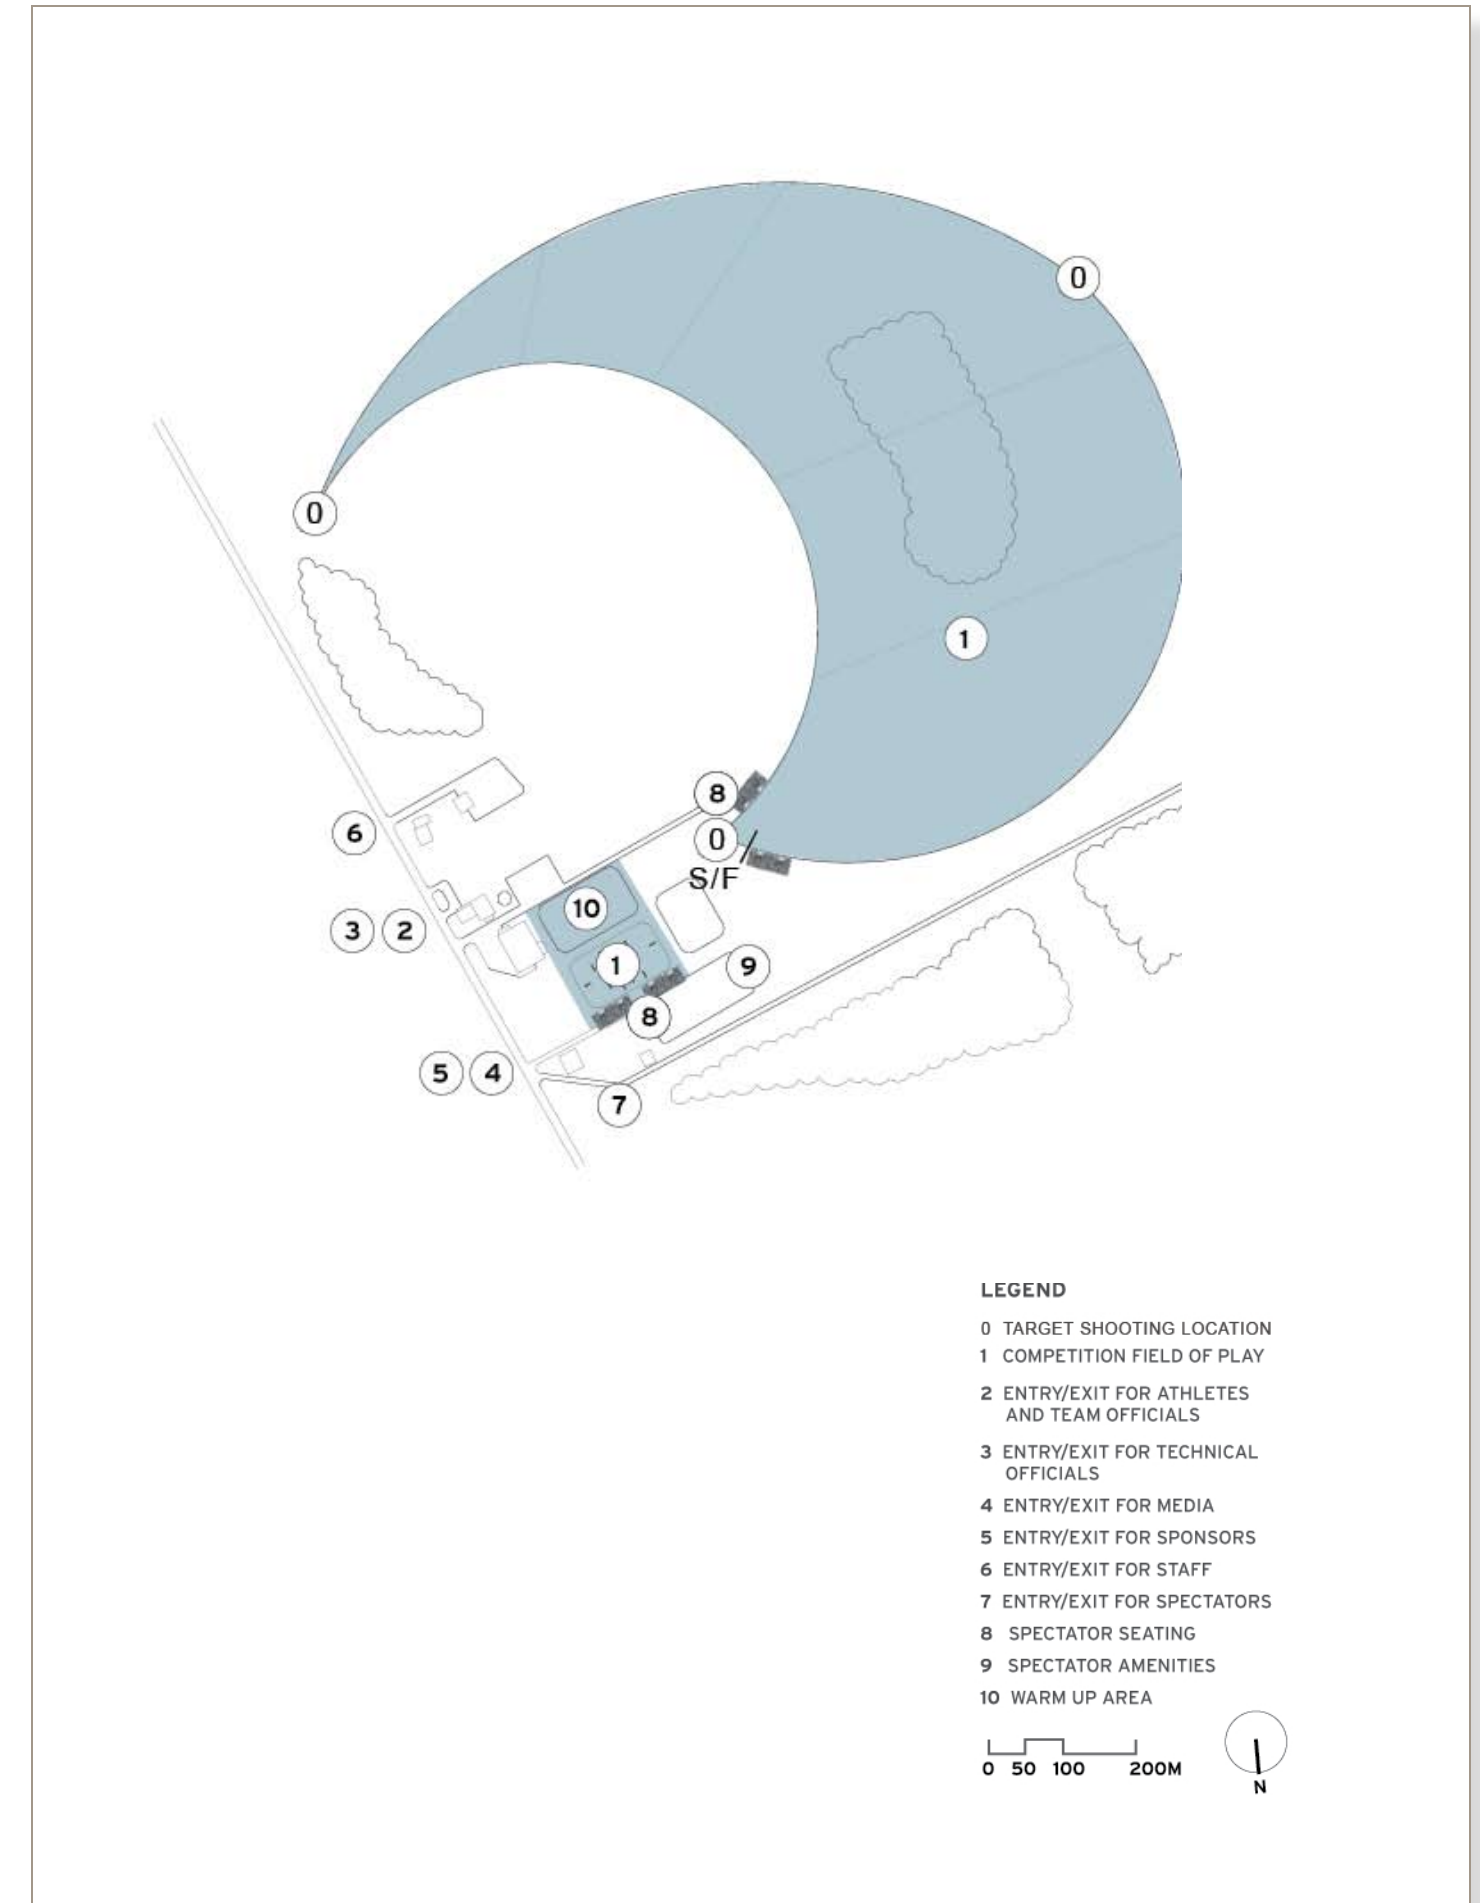 0
0
1
8
0
S/F
6
10
3
2
1
9
8
5
4
7
LEGEND
0 TARGET SHOOTING LOCATION
1 COMPETITION FIELD OF PLAY
2 ENTRY/EXIT FOR ATHLETES
AND TEAM OFFICIALS
3 ENTRY/EXIT FOR TECHNICAL
OFFICIALS
4 ENTRY/EXIT FOR MEDIA
5 ENTRY/EXIT FOR SPONSORS
6 ENTRY/EXIT FOR STAFF
7 ENTRY/EXIT FOR SPECTATORS
8 SPECTATOR SEATING
9 SPECTATOR AMENITIES
10 WARM UP AREA
0 50 100 200M
N